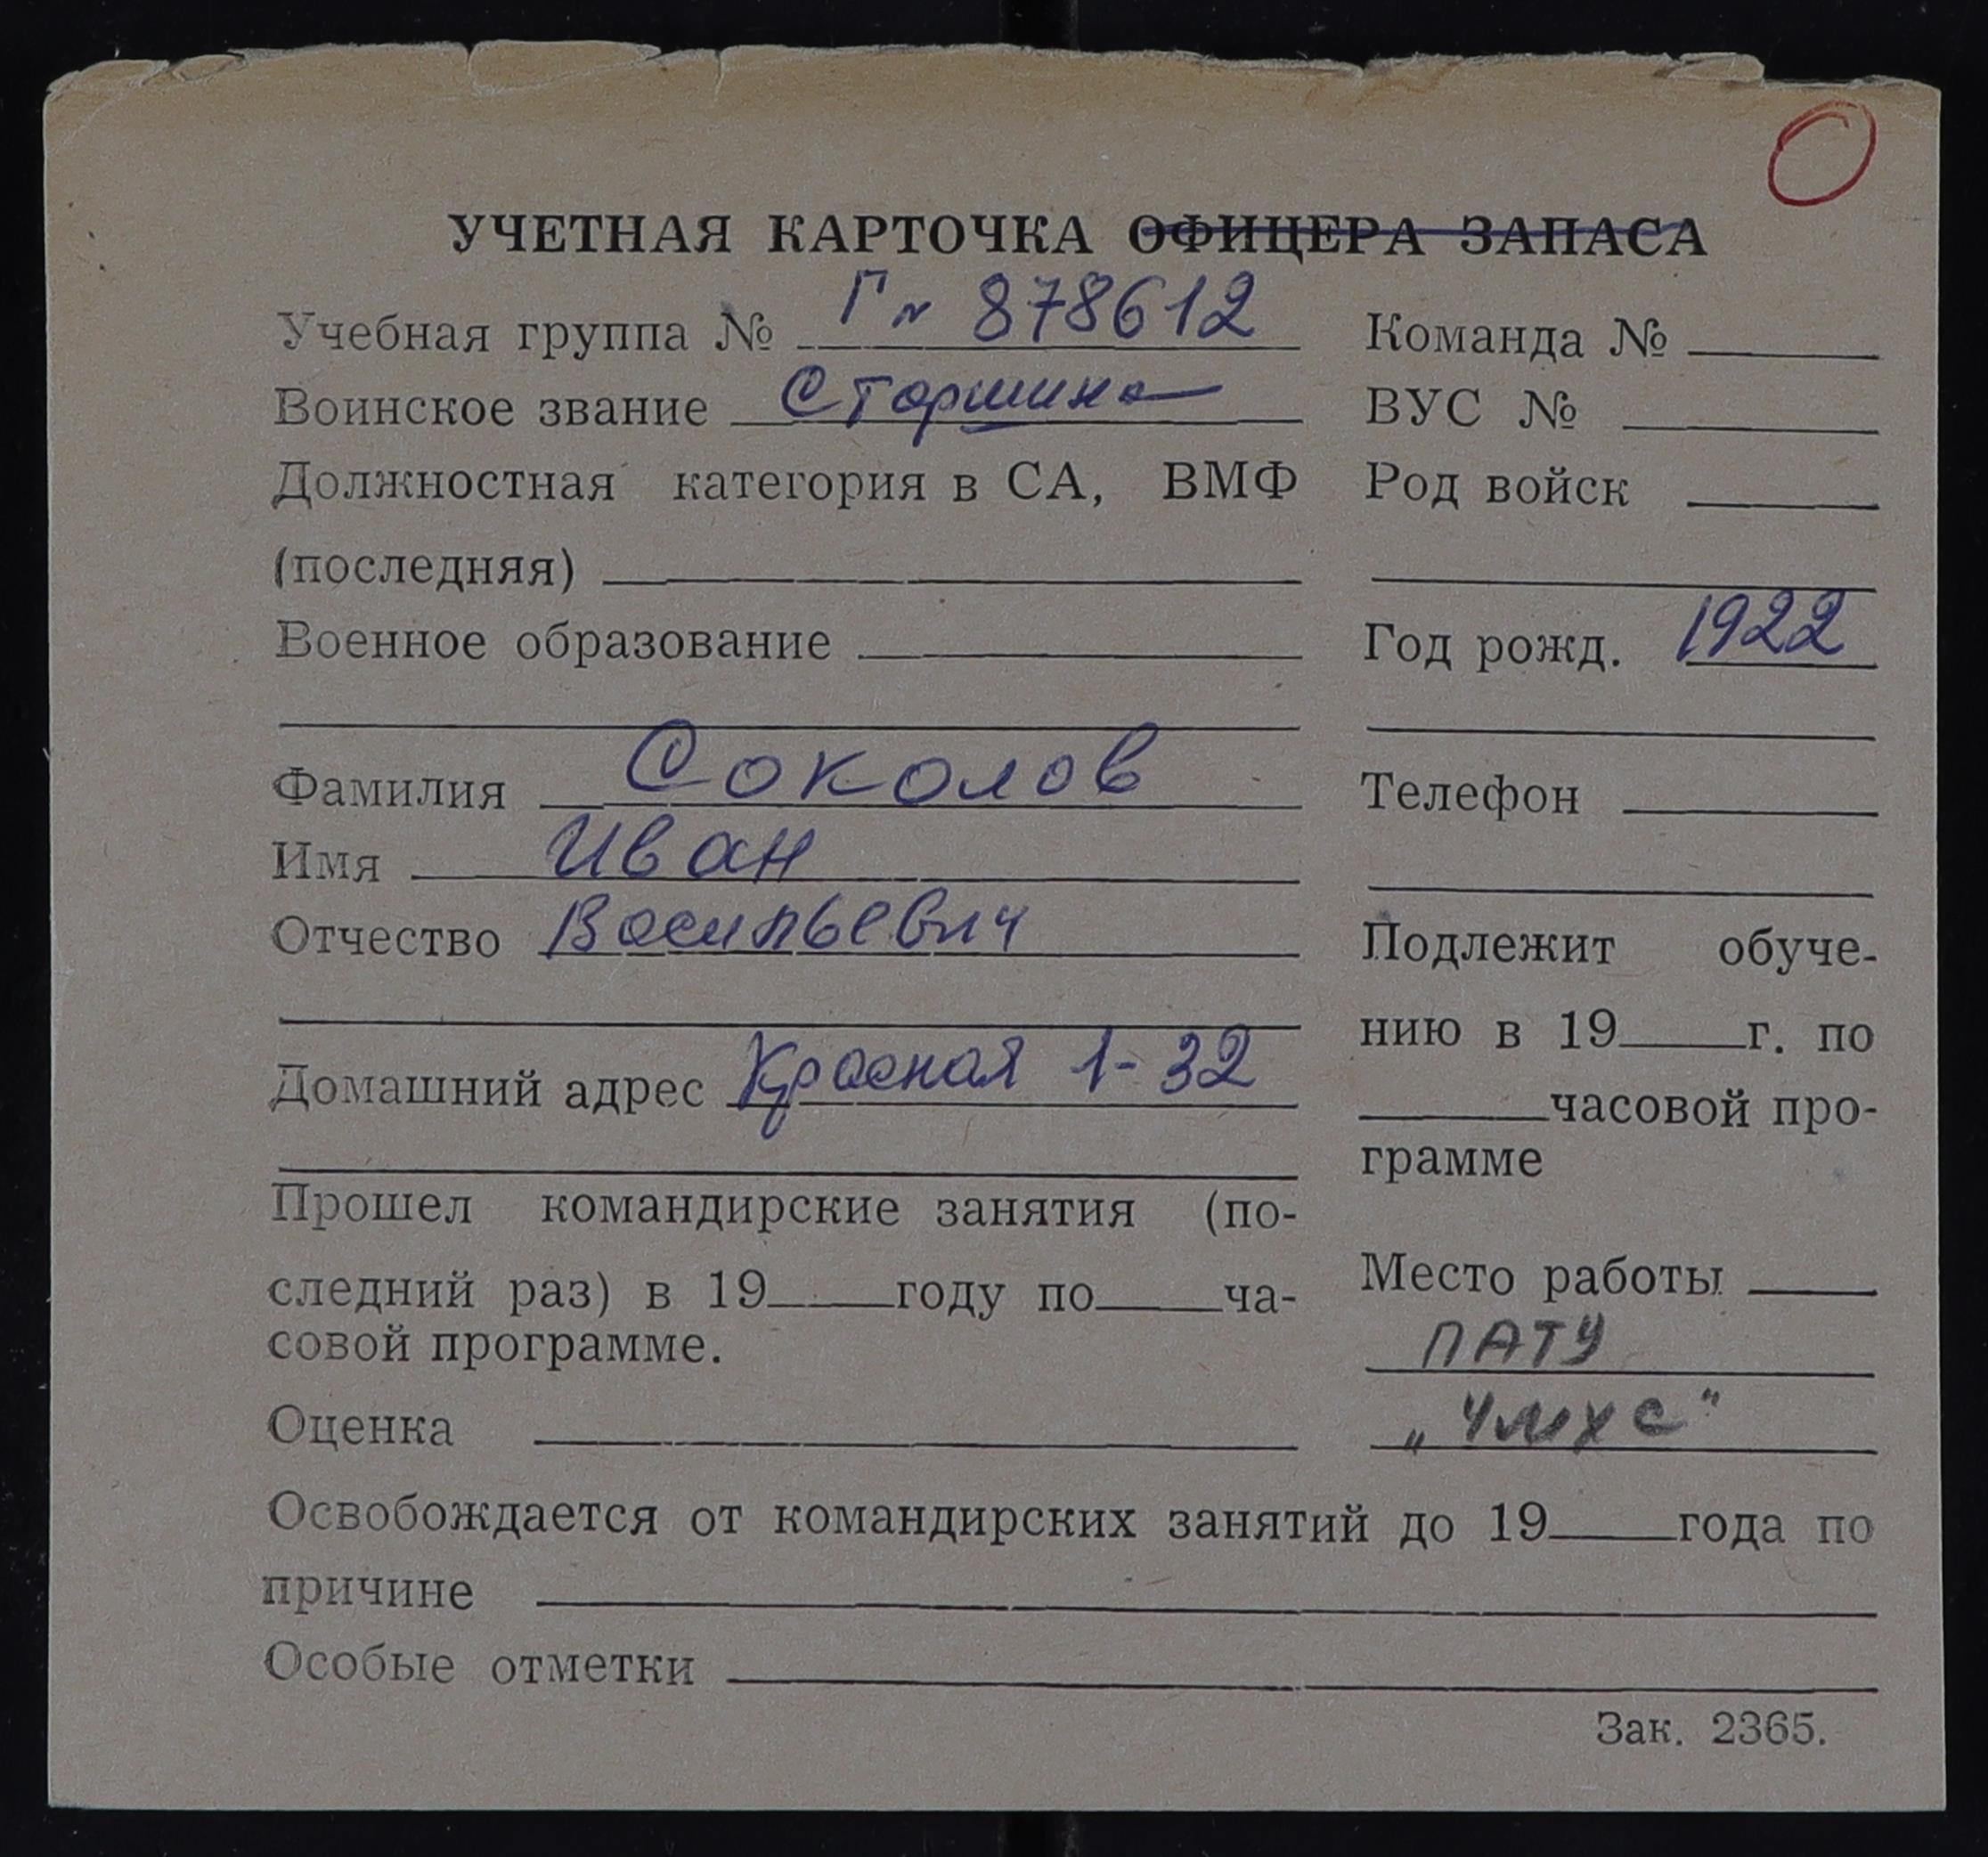 УЧЕТНАЯ КАРТОЧКА ОФИЦЕРА ЗАПАСА
Учебная группа № Гн 878612
Воинское звание Старшина
Должностная категория в СА, ВМФ
(последняя)
Военное образование
Фамилия Соколов
Имя Иван
Отчество Васильевич
Домашний адрес Красная 1-32
Прошел командирские занятия (по-
следний раз) в 19 году по ча-
совой программе.
Оценка
Команда №
ВУС №
Род войск
Год рожд. 1922
Телефон
Подлежит обуче-
нию в 19 г. по
часовой про-
грамме
Место работы
ПАТУ
Освобождается от командирских занятий до 19 года по
причине
Особые отметки
Зак. 2365.